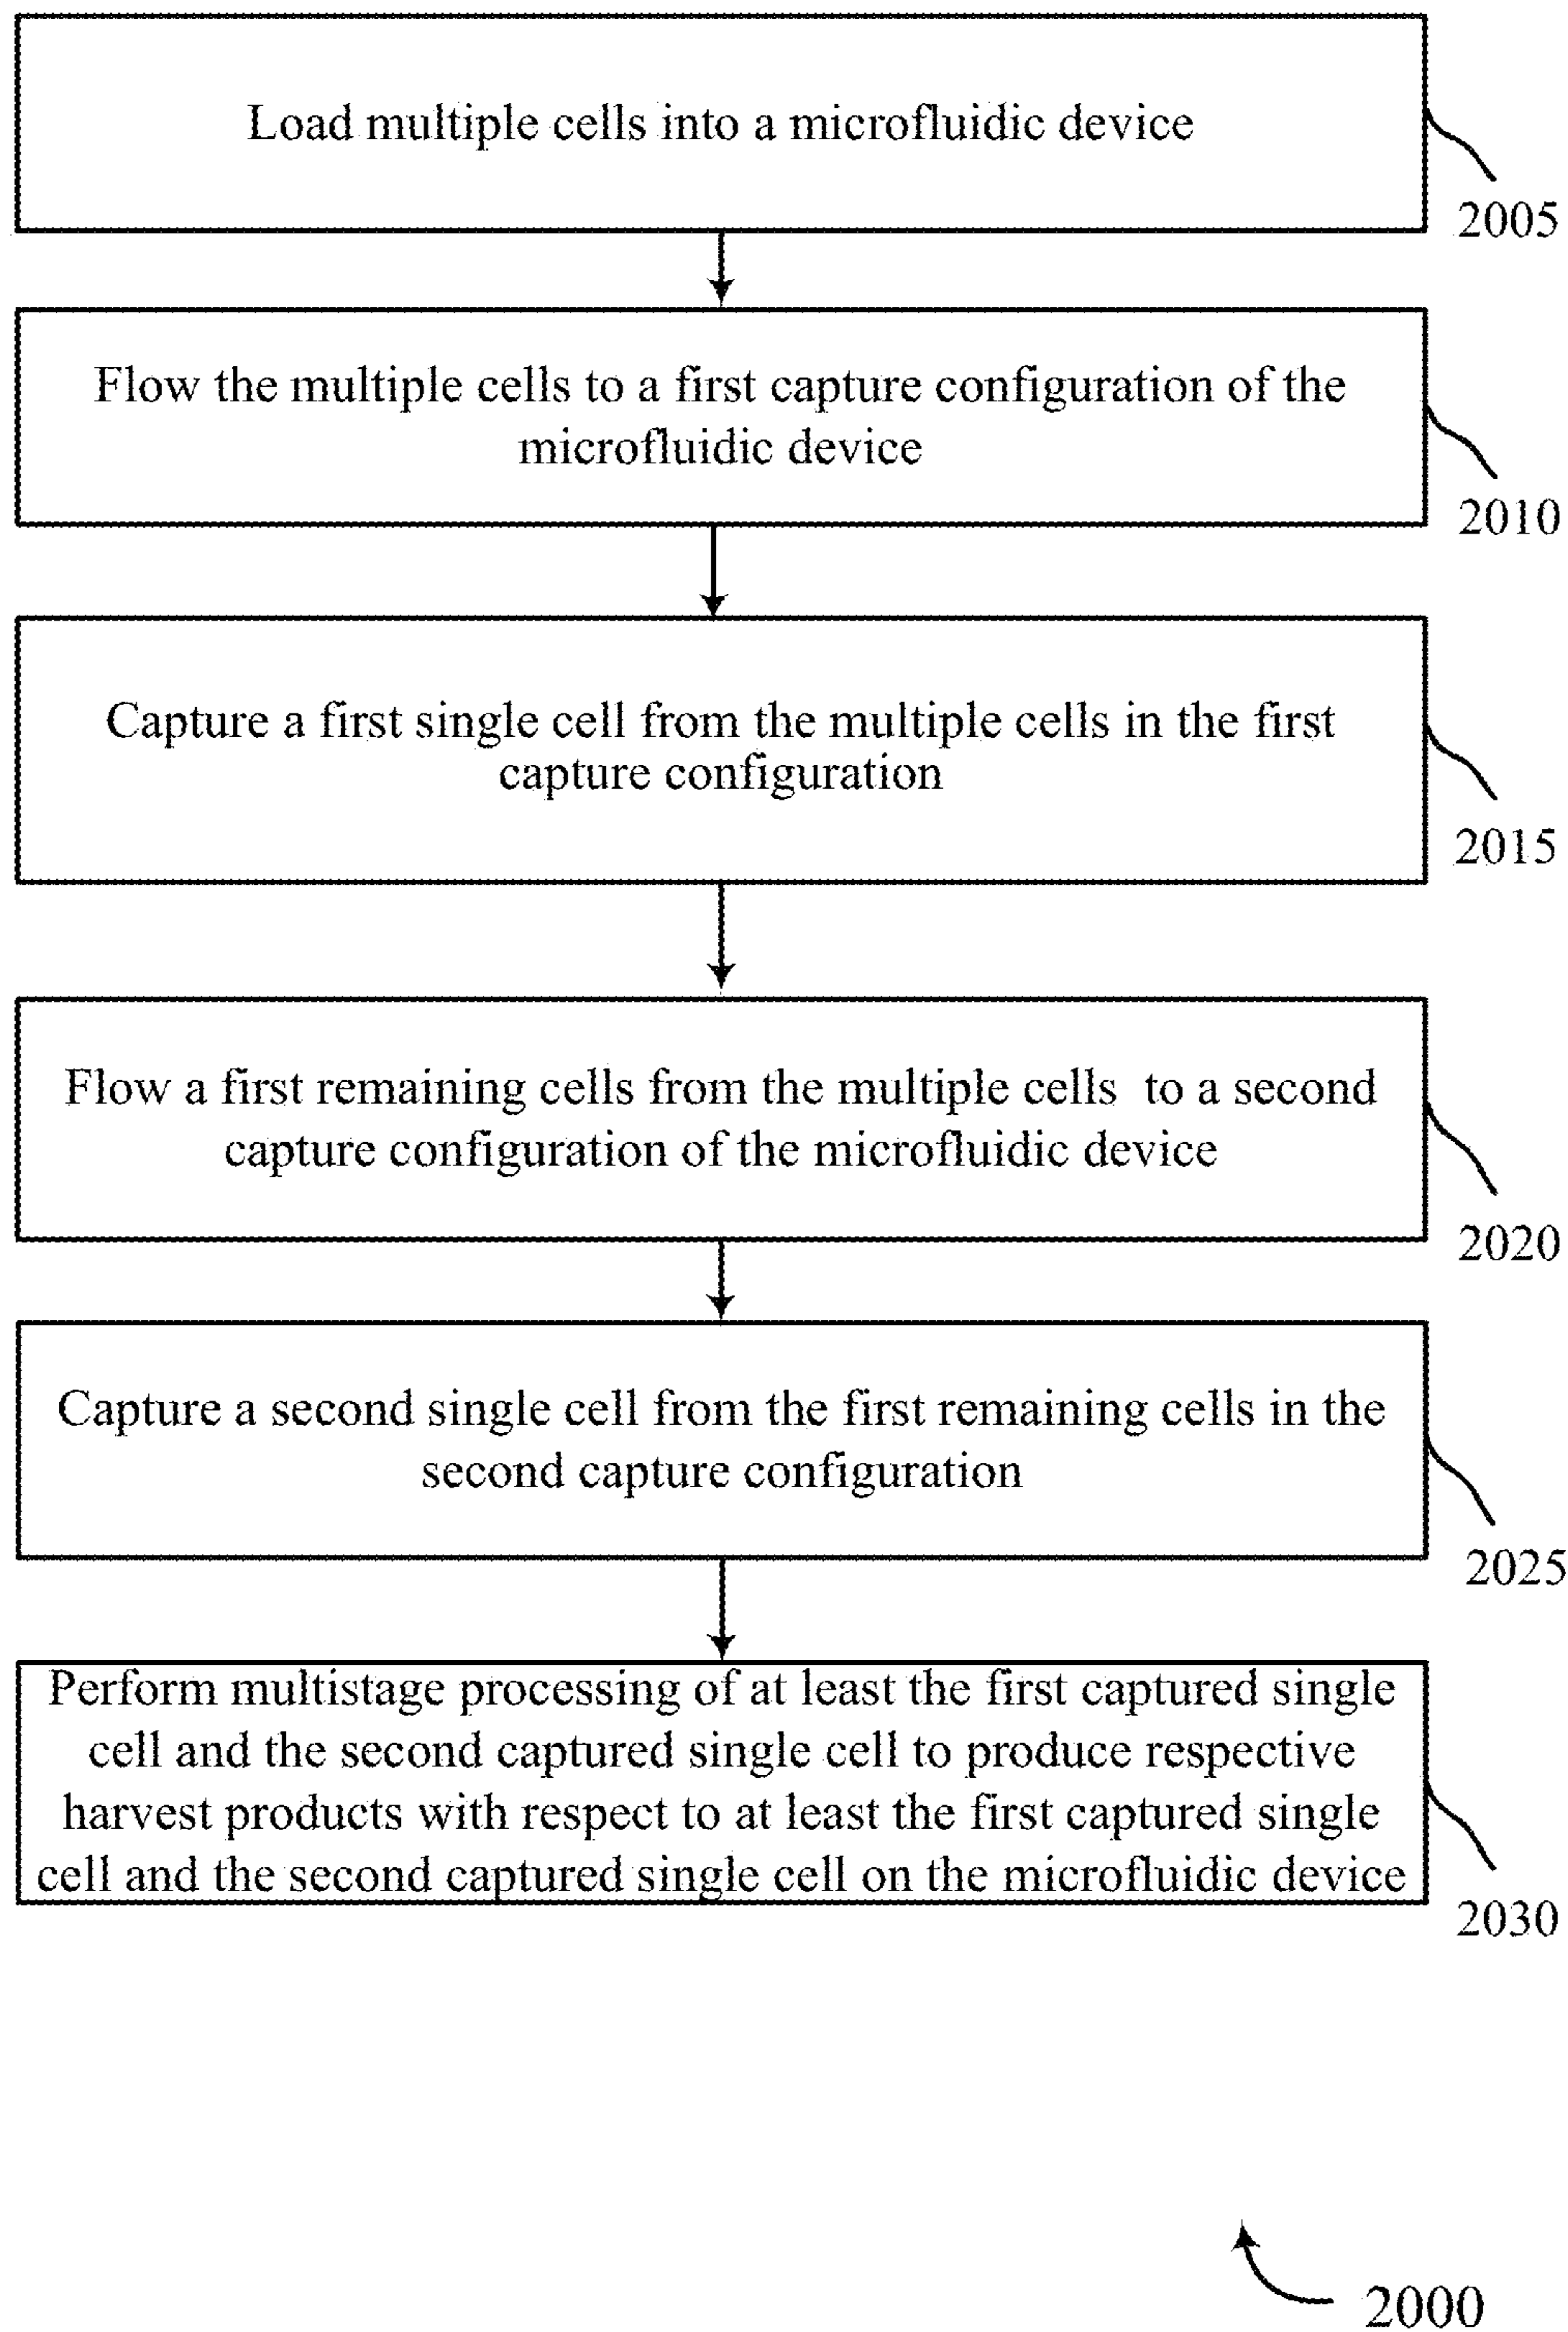 Load multiple cells into a microfluidic device
2005
Flow the multiple cells to a first capture configuration of the
microfluidic device
2010
Capture a first single cell from the multiple cells in the first
capture configuration
2015
Flow a first remaining cells from the multiple cells to a second
capture configuration of the microfluidic device
2020
Capture a second single cell from the first remaining cells in the
second capture configuration
2025
Perform multistage processing of at least the first captured single
cell and the second captured single cell to produce respective
harvest products with respect to at least the first captured single
cell and the second captured single cell on the microfluidic device
2030
2000